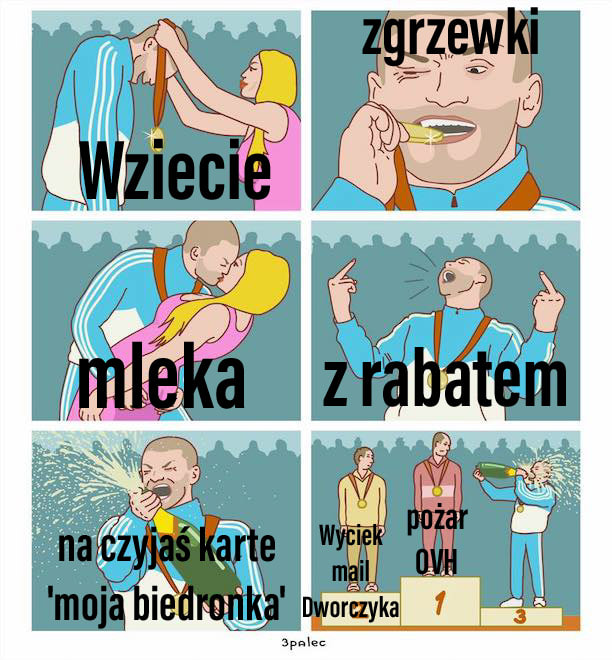 Wziecie
zgrzewki
mleka
z rabatem
na czyjaś karte
'moja biedronka'
Wyciek
mail
Dworczyka
pożar
OVH
1
3
3palec